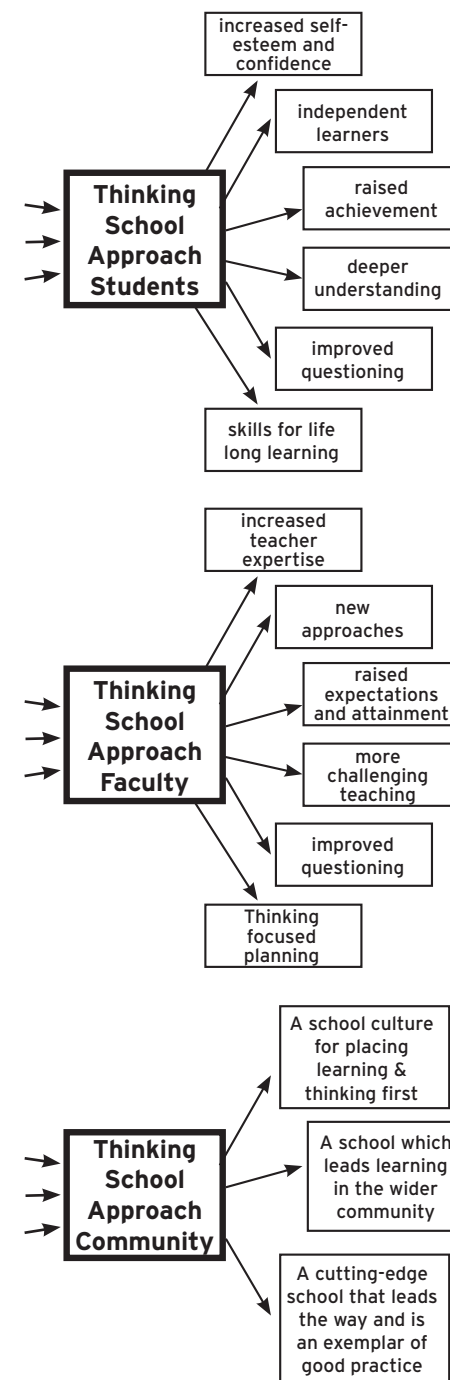 increased self-
esteem and
confidence
independent
learners
Thinking
School
Approach
Students
raised
achievement
deeper
understanding
improved
questioning
skills for life
long learning
increased
teacher
expertise
new
approaches
Thinking
School
Approach
Faculty
raised
expectations
and attainment
more
challenging
teaching
improved
questioning
Thinking
focused
planning
A school culture
for placing
learning &
thinking first
Thinking
School
Approach
Community
A school which
leads learning
in the wider
community
A cutting-edge
school that leads
the way and is
an exemplar of
good practice